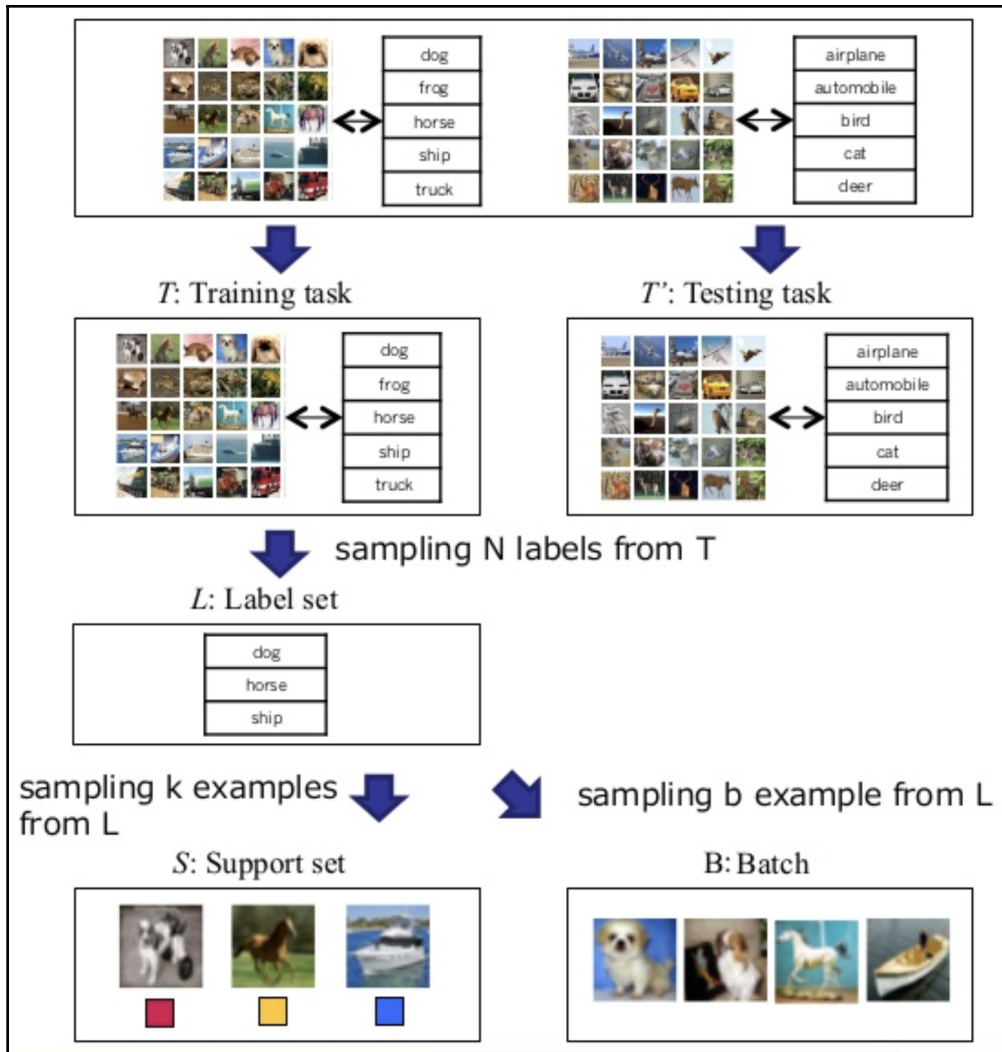 dog
frog
horse
ship
truck
airplane
automobile
bird
cat
deer
T: Training task
T’: Testing task
dog
frog
horse
ship
truck
airplane
automobile
bird
cat
deer
sampling N labels from T
L: Label set
dog
horse
ship
sampling k examples
from L
sampling b example from L
S: Support set
B: Batch